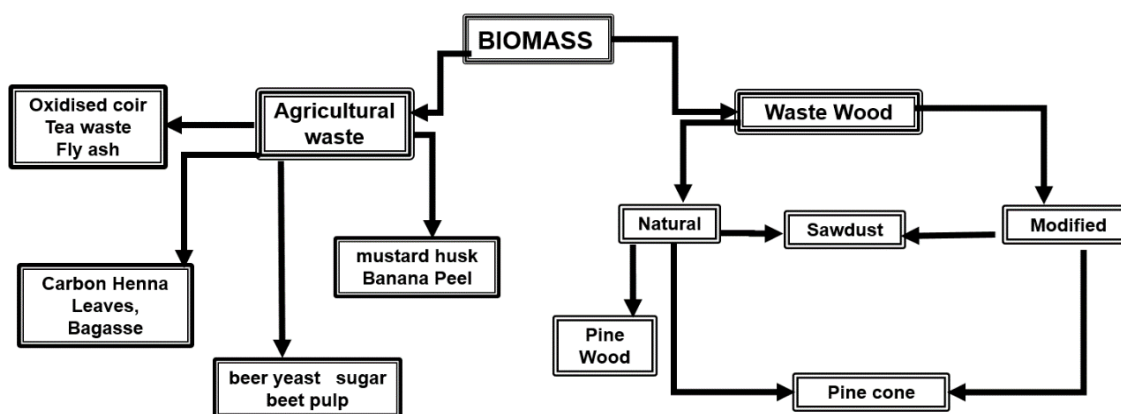 BIOMASS
Oxidised coir
Tea waste
Fly ash
Agricultural
waste
Waste Wood
Natural
Sawdust
Modified
mustard husk
Banana Peel
Carbon Henna
Leaves,
Bagasse
Pine
Wood
beer yeast sugar
beet pulp
Pine cone